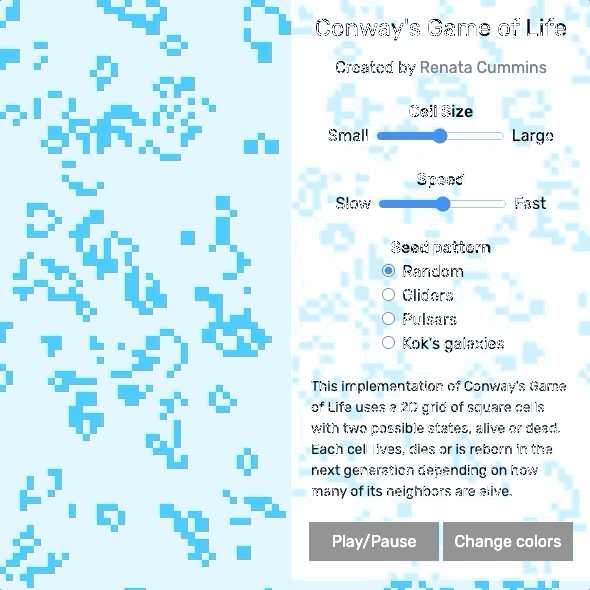 Conway's Game of Life
Created by Renata Cummins
Cell Size
Small Large
Speed
Slow Fast
Seed pattern
Random
Gliders
Pulsars
Kok's galaxies
This implementation of Conway's Game
of Life uses a 2D grid of square cells
with two possible states, alive or dead.
Each cell lives, dies or is reborn in the
next generation depending on how
many of its neighbors are alive.
Play/Pause Change colors